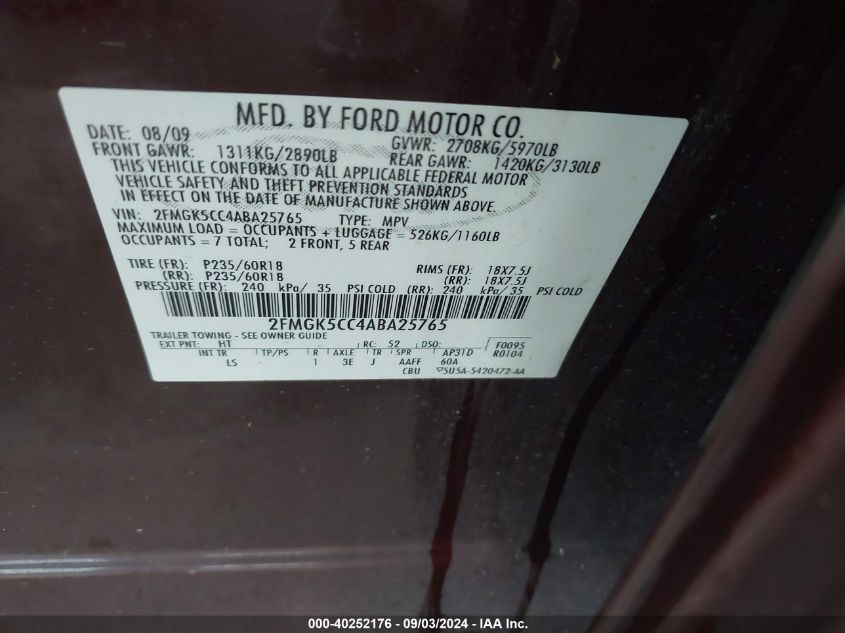 MFD. BY FORD MOTOR CO.
DATE: 08/09 GVWR: 2708KG/5970LB
FRONT GAWR: 1311KG/2890LB REAR GAWR: 1420KG/3130LB
THIS VEHICLE CONFORMS TO ALL APPLICABLE FEDERAL MOTOR
VEHICLE SAFETY AND THEFT PREVENTION STANDARDS
IN EFFECT ON THE DATE OF MANUFACTURE SHOWN ABOVE.
VIN: 2FMGK5CC4ABA25765 TYPE: MPV
MAXIMUM LOAD = OCCUPANTS + LUGGAGE = 526KG/1160LB
OCCUPANTS = 7 TOTAL; 2 FRONT, 5 REAR
TIRE (FR): P235/60R18 RIMS (FR): 18X7.5J
(RR): P235/60R18 (RR): 18X7.5J
PRESSURE (FR): 240 kPa/ 35 PSI COLD (RR): 240 kPa/ 35 PSI COLD
2FMGK5CC4ABA25765
TRAILER TOWING - SEE OWNER GUIDE
EXT PNT: HT RC: 52 DSO: F0095
INT TR TP/PS R AXLE TR SPR AP31D R0104
LS 1 3E J AAFF 60A
CBU ▽5U5A-5420472-AA
000-40252176 - 09/03/2024 - IAA Inc.